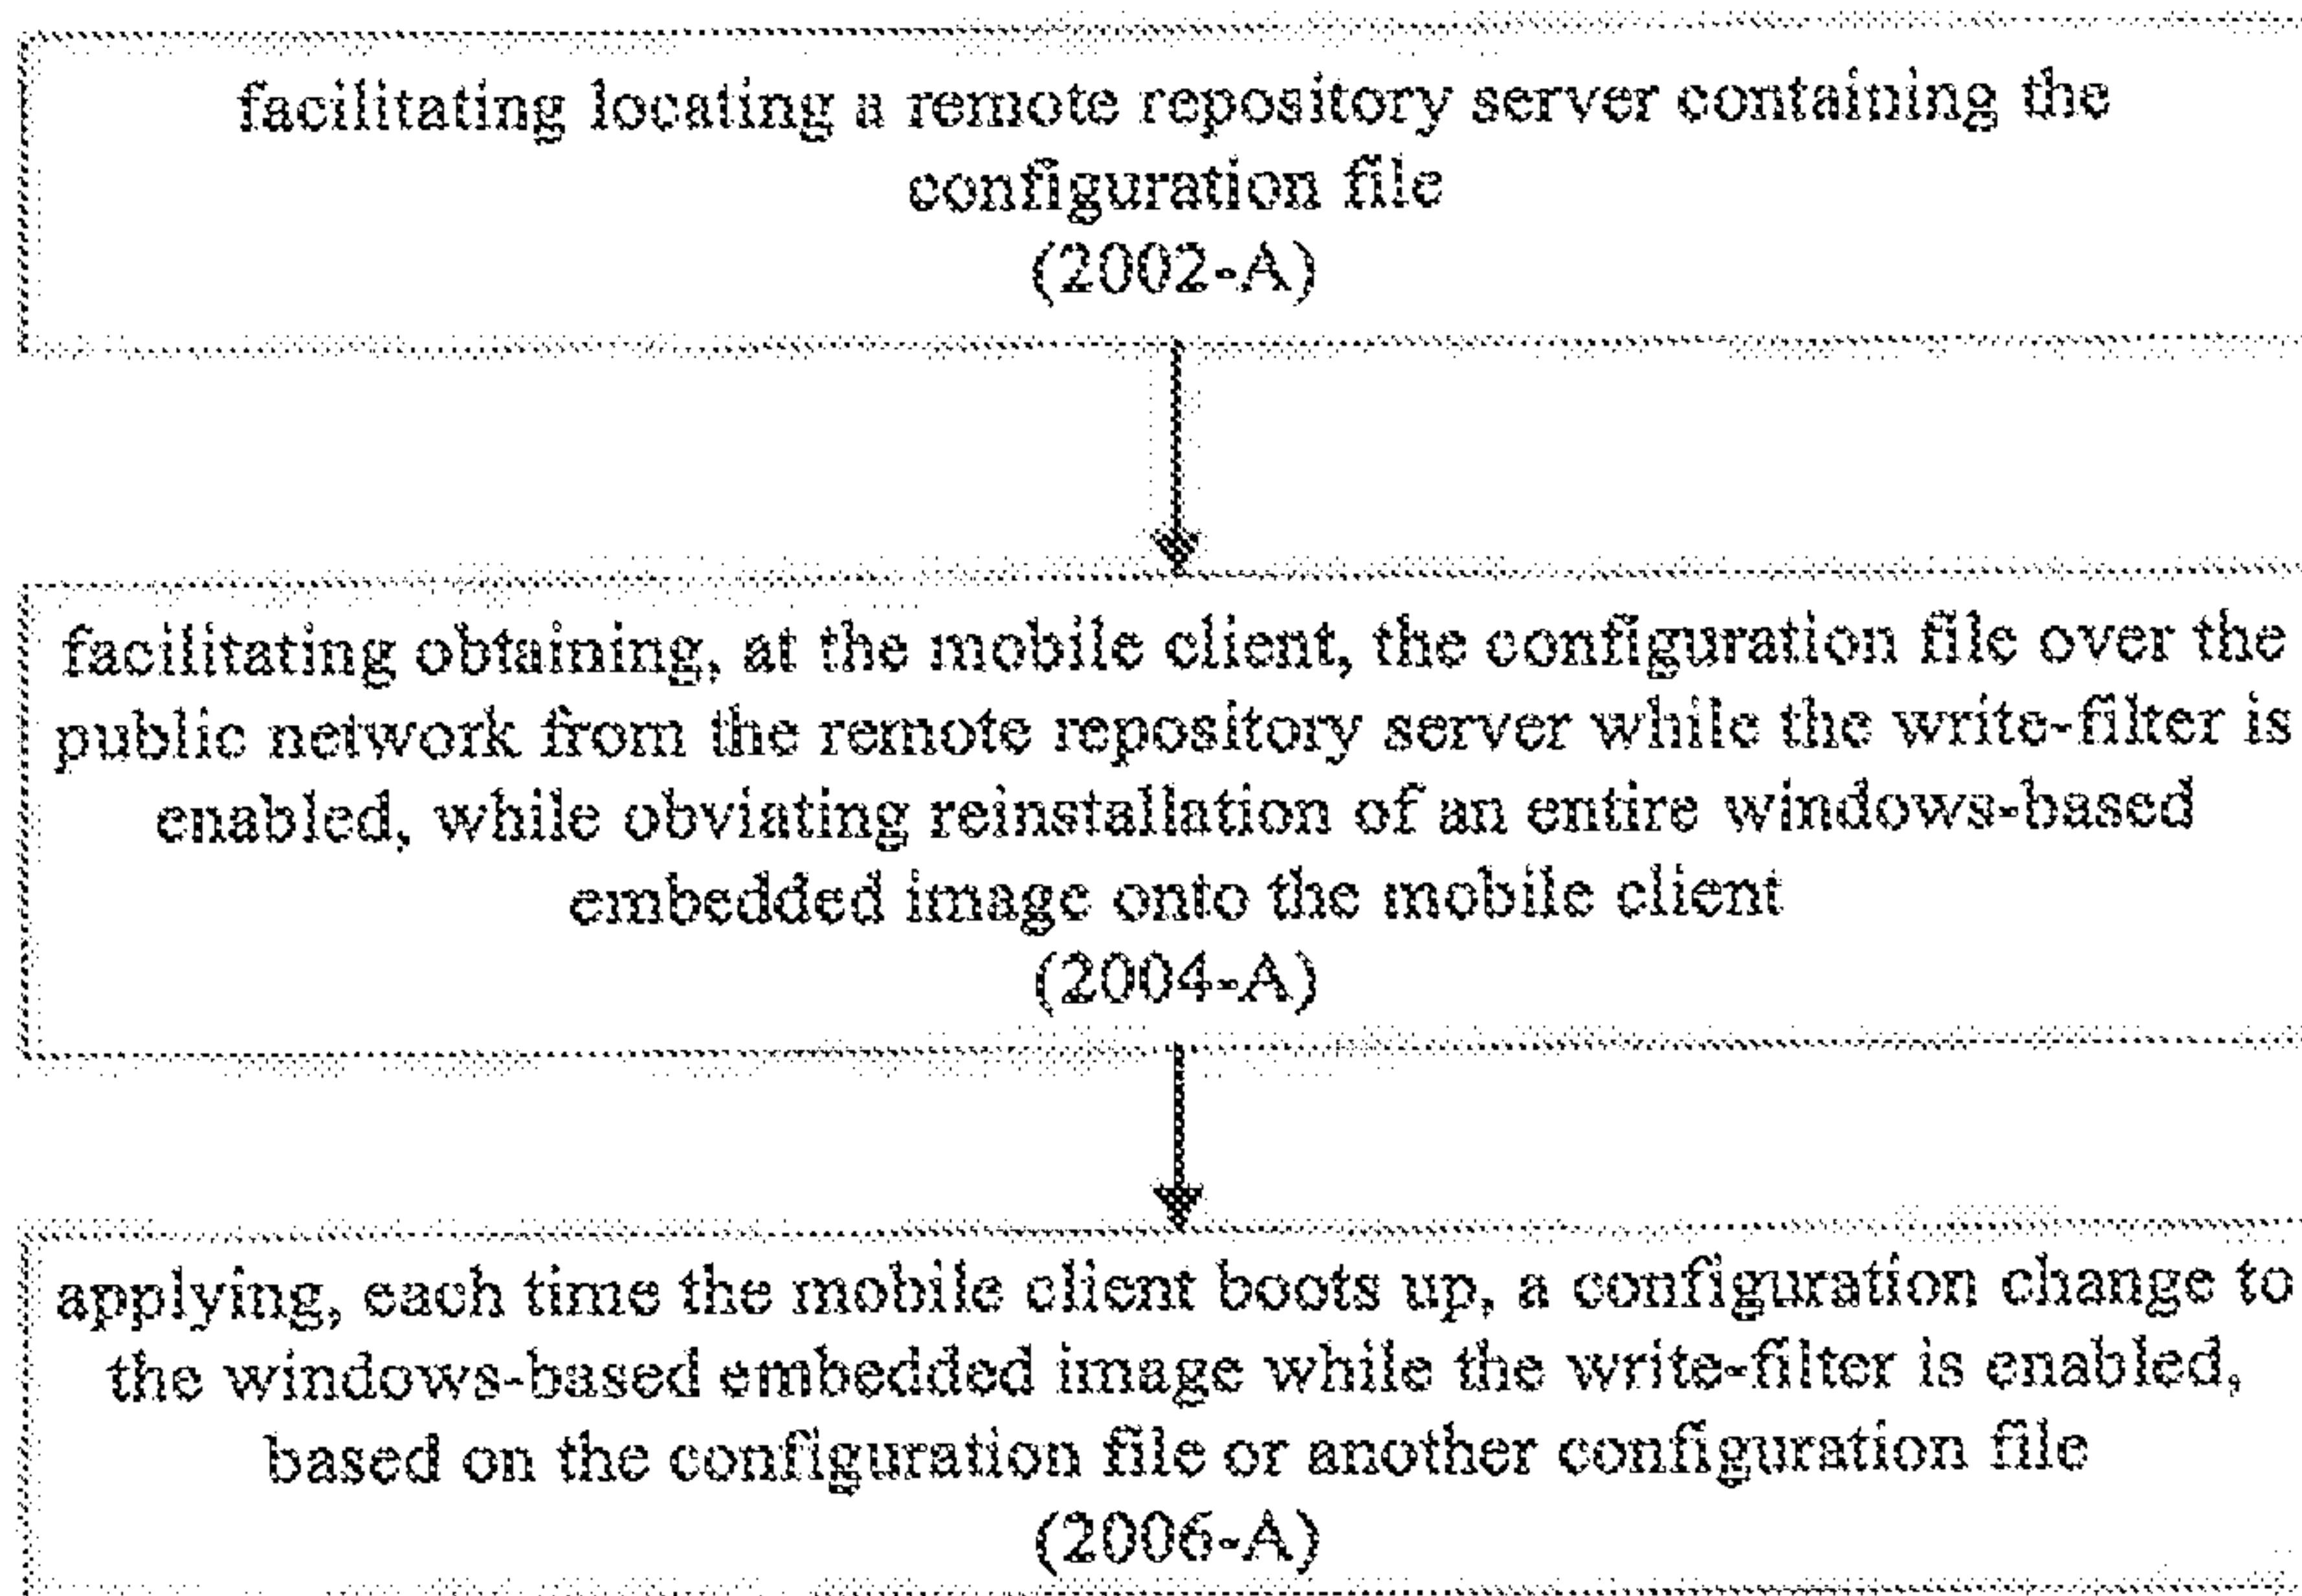 facilitating locating a remote repository server containing the
configuration file
(2002-A)
facilitating obtaining, at the mobile client, the configuration file over the
public network from the remote repository server while the write-filter is
enabled, while obviating reinstallation of an entire windows-based
embedded image onto the mobile client
(2004-A)
applying, each time the mobile client boots up, a configuration change to
the windows-based embedded image while the write-filter is enabled,
based on the configuration file or another configuration file
(2006-A)